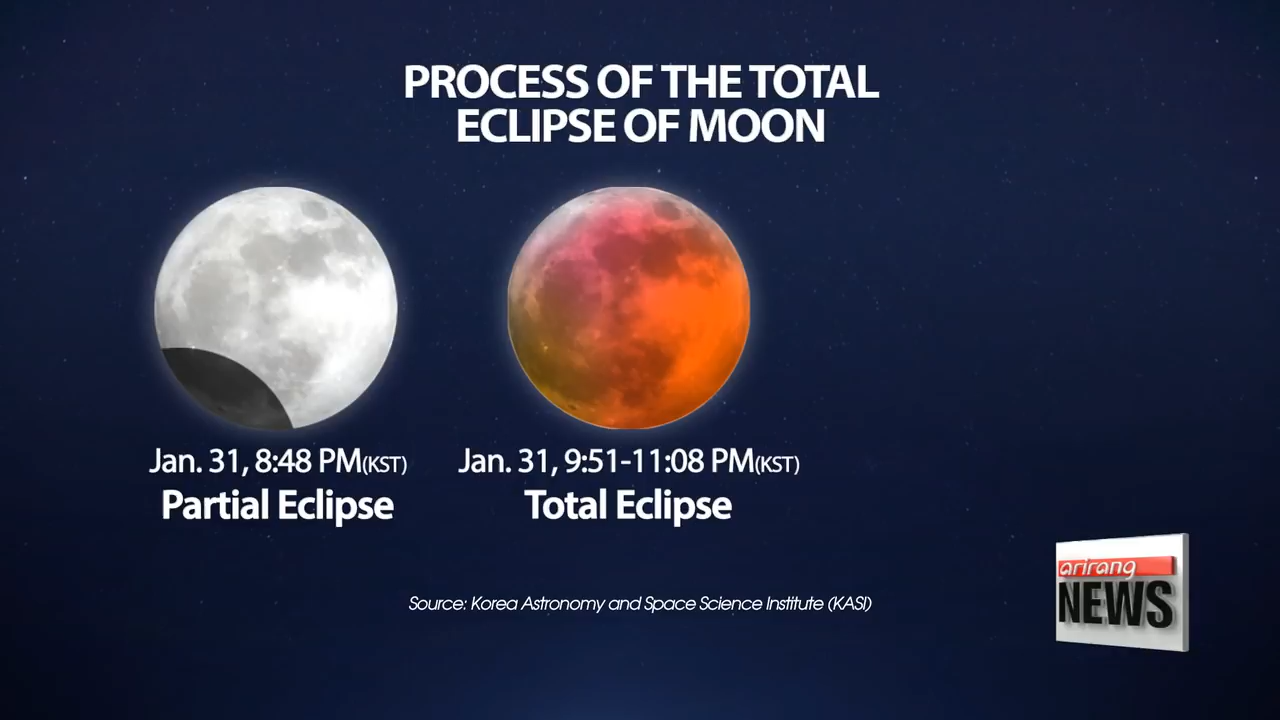 PROCESS OF THE TOTAL
ECLIPSE OF MOON
Jan. 31, 8:48 PM(KST)
Partial Eclipse
Jan. 31, 9:51-11:08 PM(KST)
Total Eclipse
Source: Korea Astronomy and Space Science Institute (KASI)
arirang
NEWS